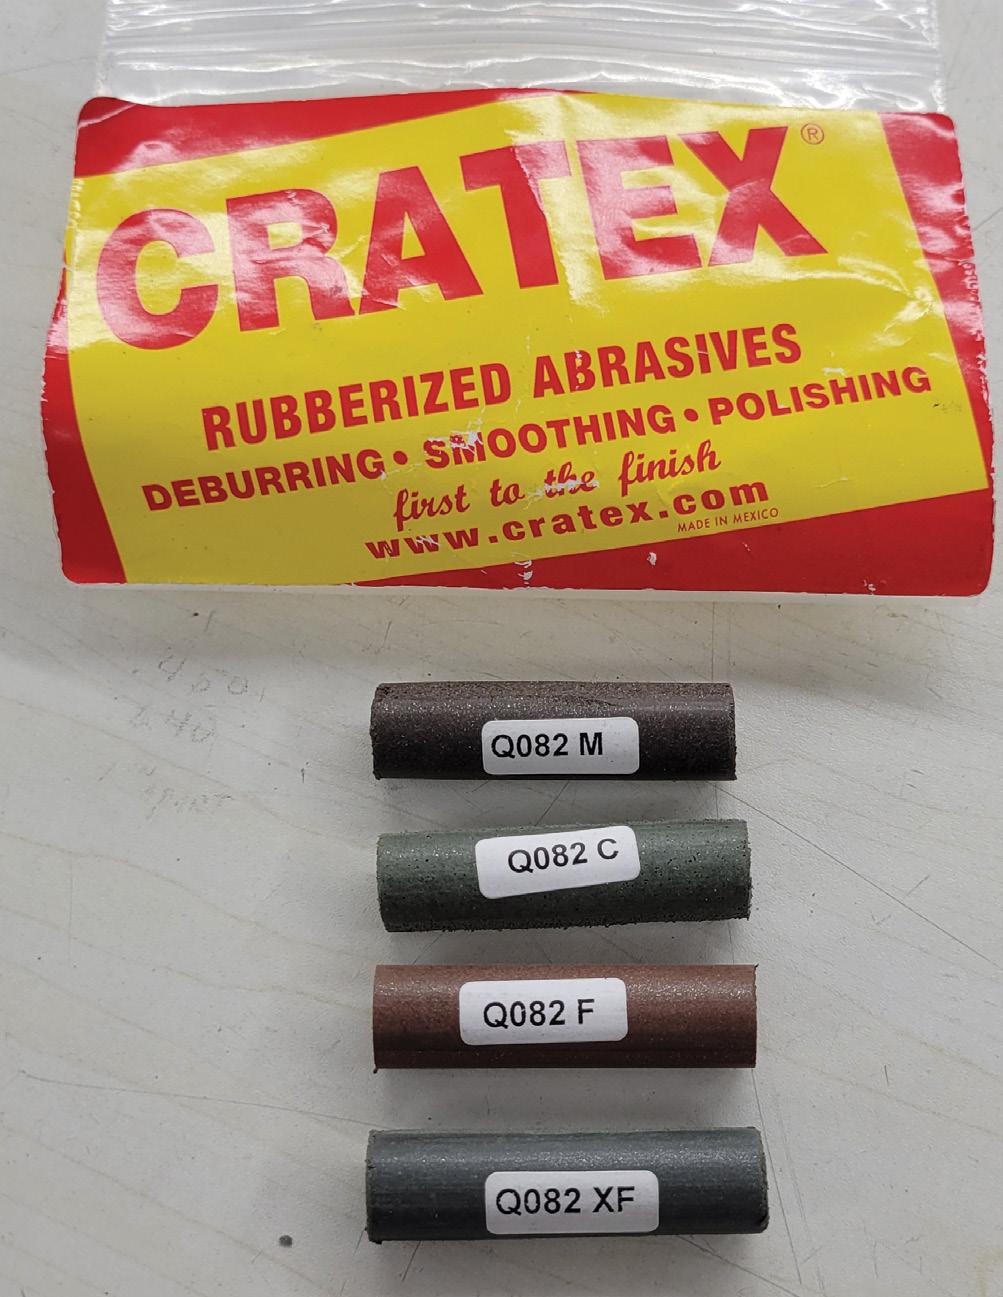 CRATEX®
RUBBERIZED ABRASIVES
DEBURRING • SMOOTHING • POLISHING
first to the finish
www.cratex.com
MADE IN MEXICO
Q082 M
Q082 C
Q082 F
Q082 XF